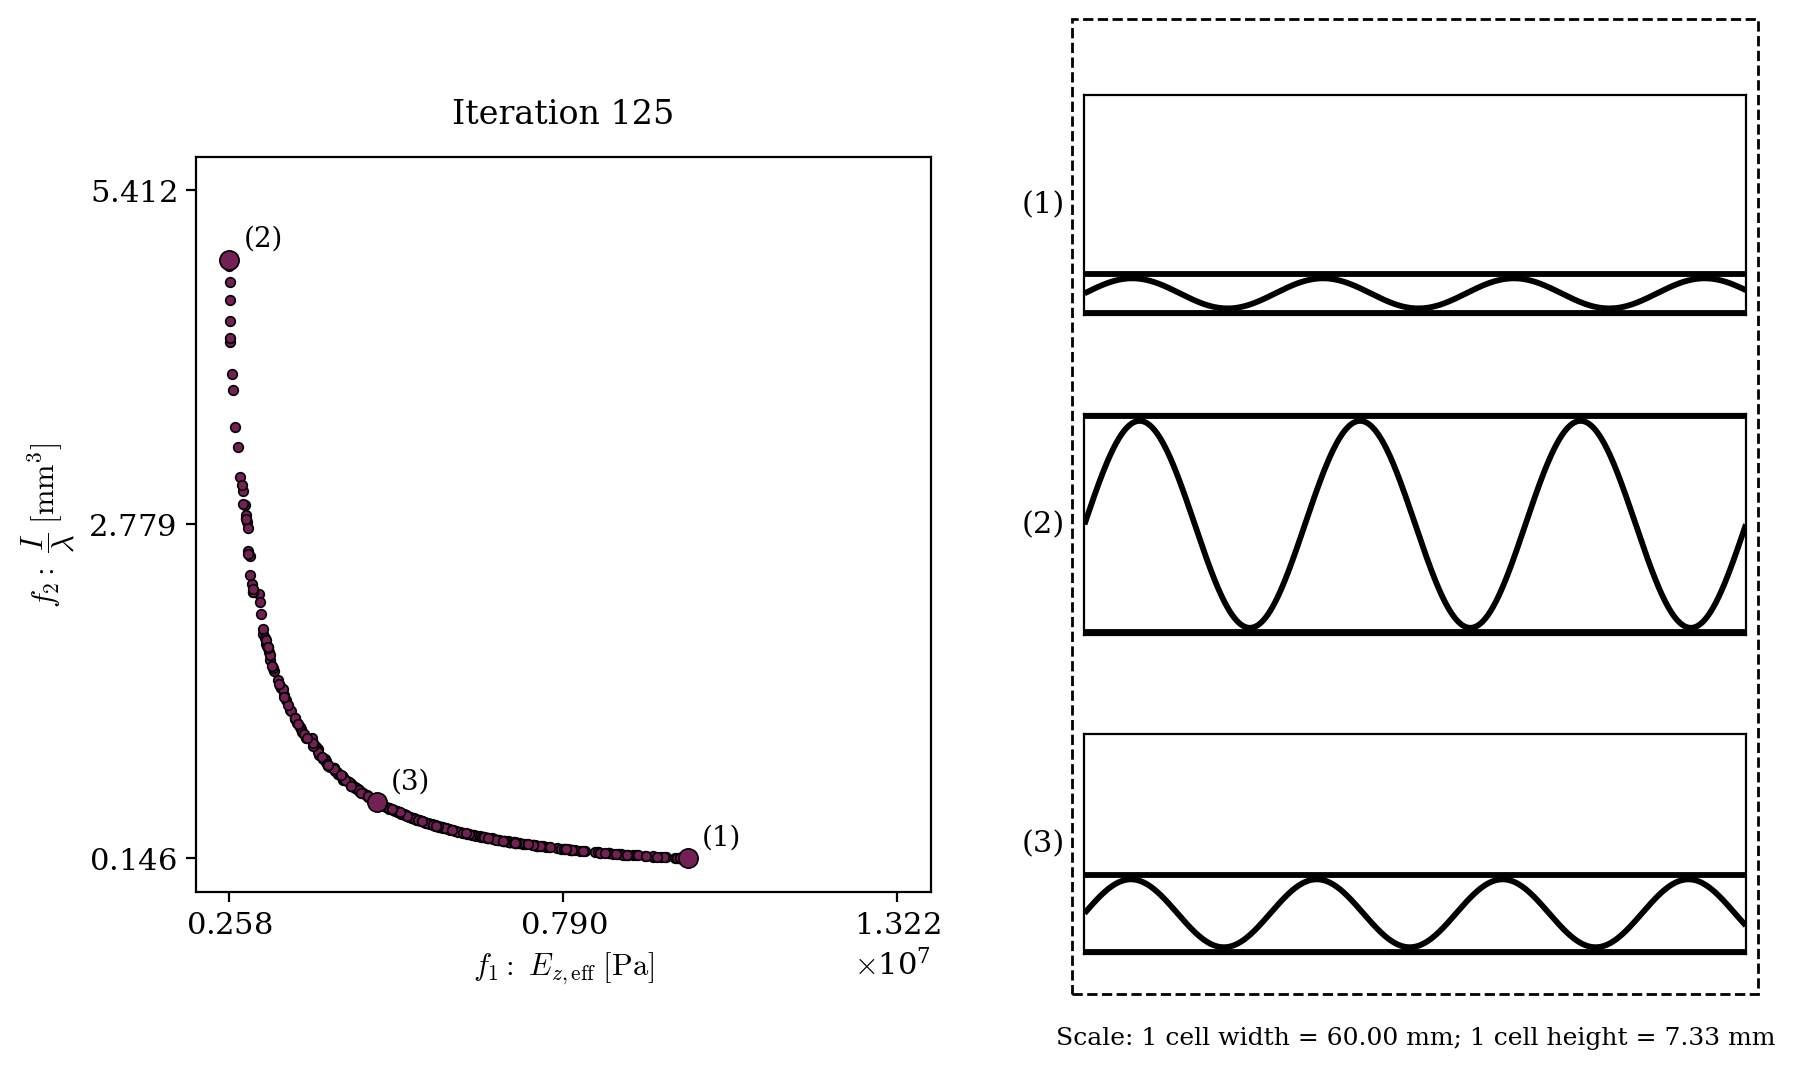 Iteration 125
5.412
2.779
0.146
f₂ : I/λ [mm³]
(2)
(3)
(1)
0.258 0.790 1.322
×10⁷
f₁ : E_z,eff [Pa]
(1)
(2)
(3)
Scale: 1 cell width = 60.00 mm; 1 cell height = 7.33 mm